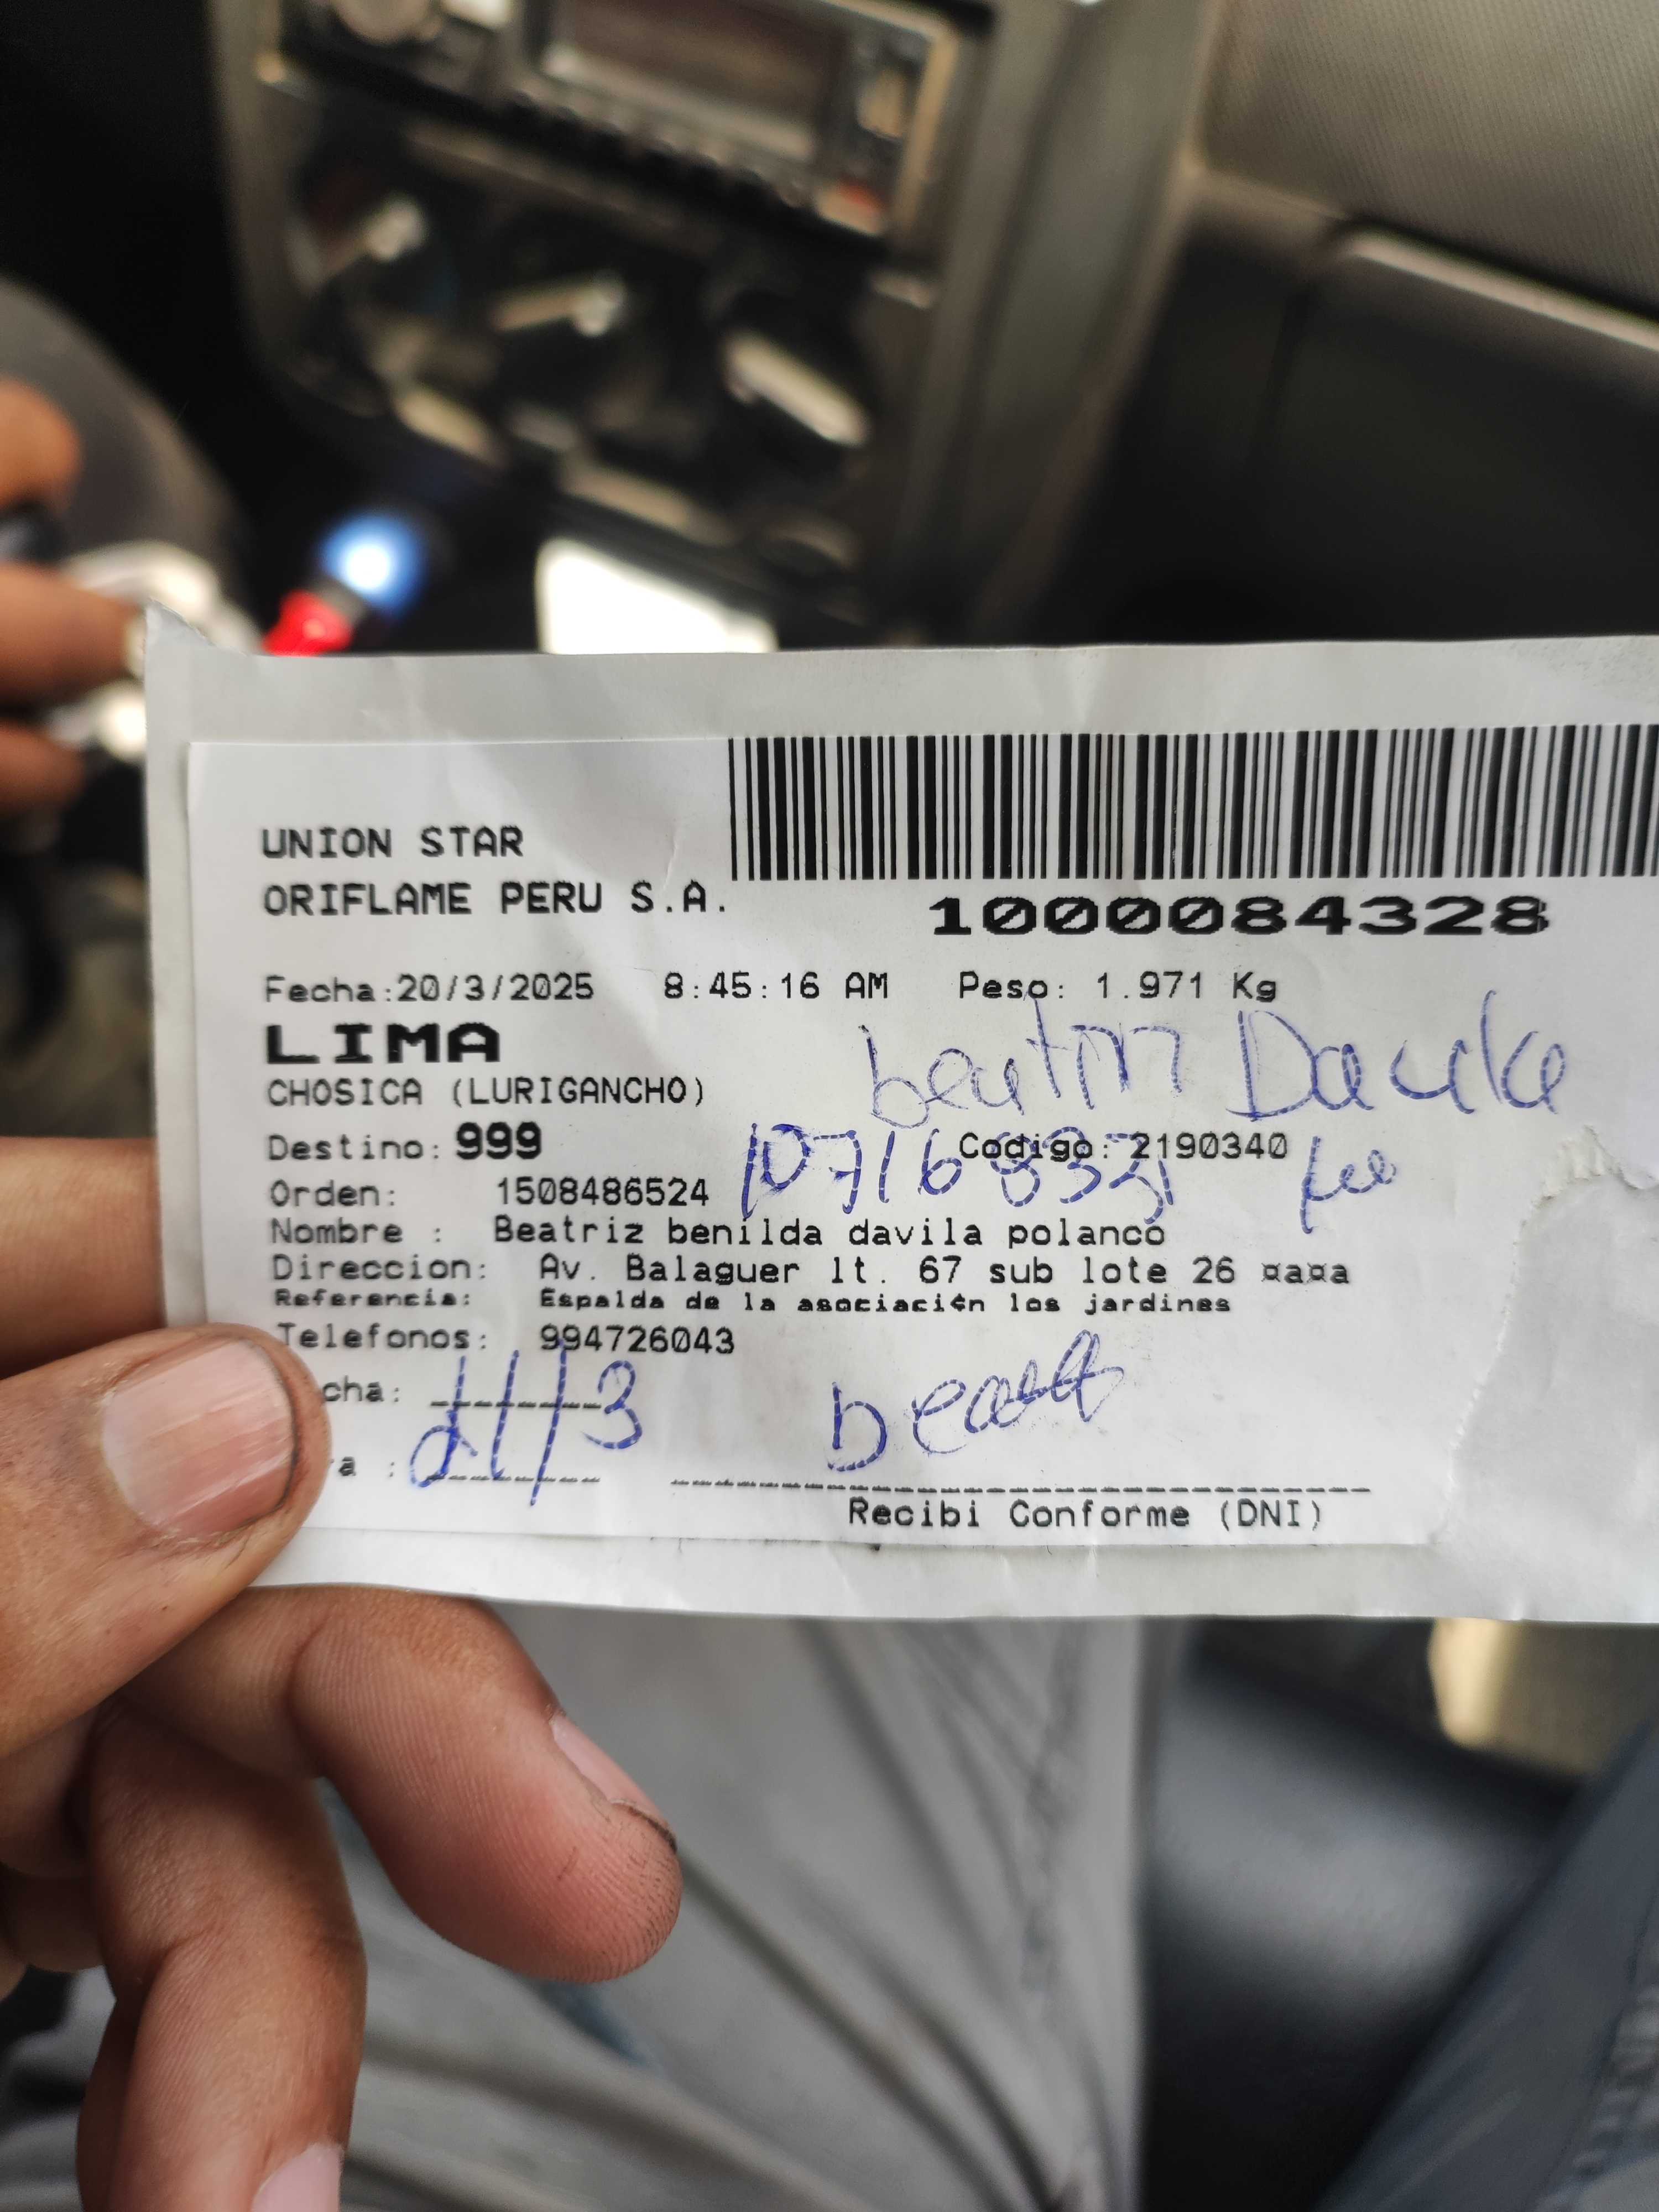 UNION STAR
ORIFLAME PERU S.A.
1000084328
Fecha:20/3/2025 8:45:16 AM Peso: 1.971 Kg
LIMA
Davila
CHOSICA (LURIGANCHO)
Destino: 999 Codigo: 2190340
Orden: 1508486524
Nombre : Beatriz benilda davila polanco
Direccion: Av. Balaguer lt. 67 sub lote 26 ¤a¤a
Referencia: Espalda de la asociaci¢n los jardines
Telefonos: 994726043
cha:
a :
Recibi Conforme (DNI)